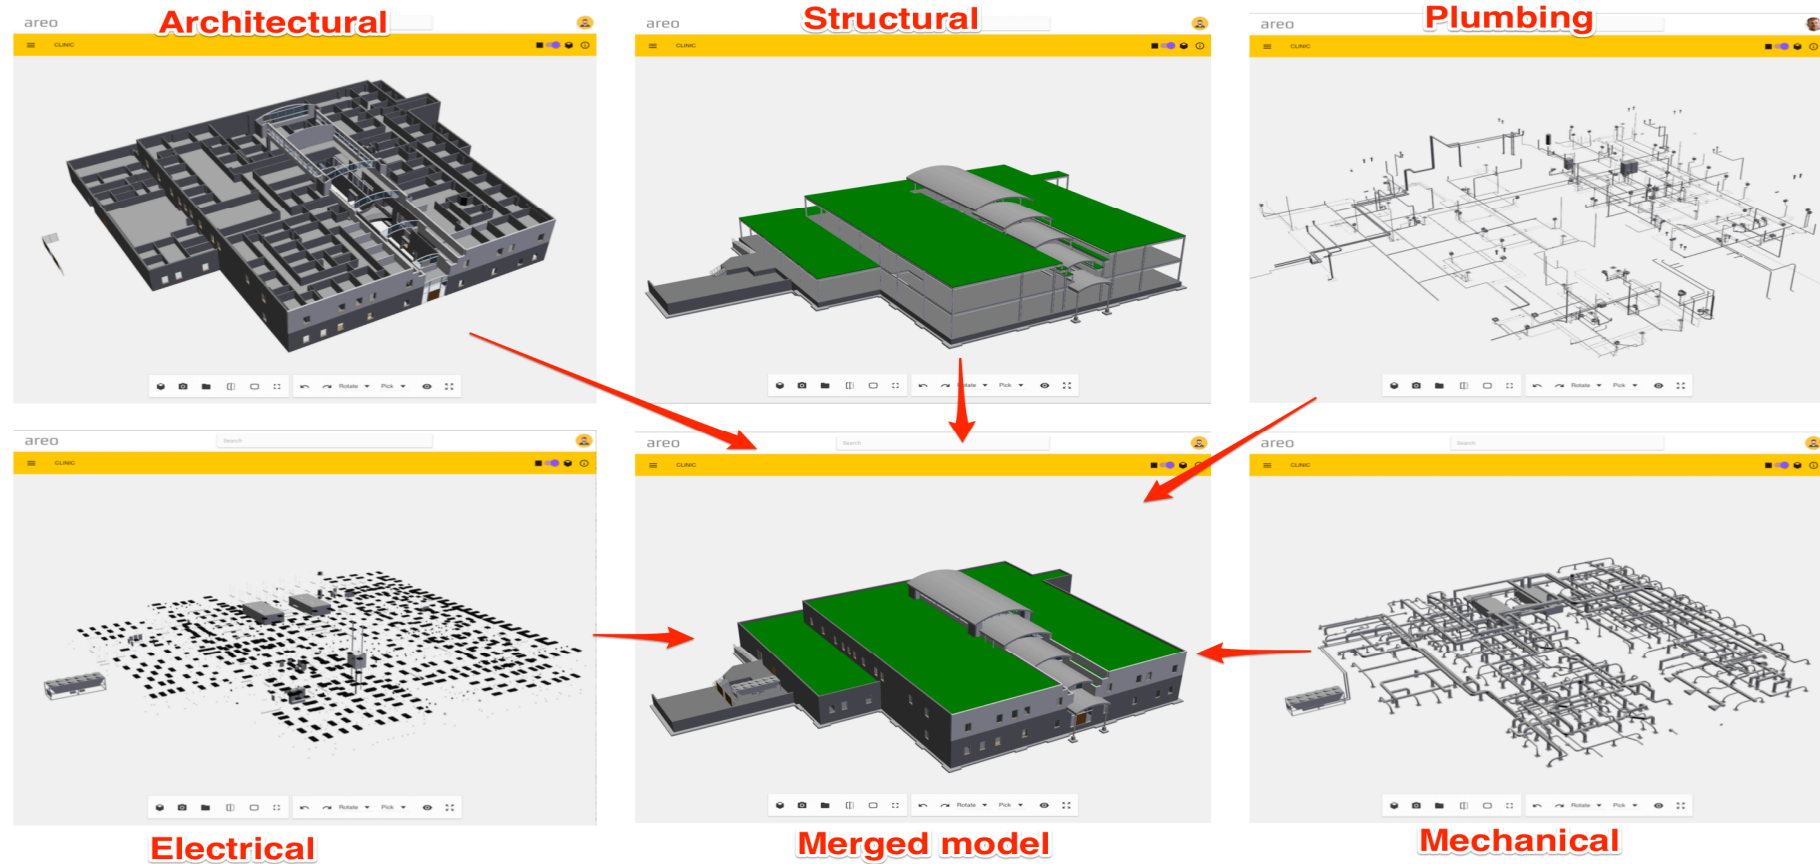 Architectural
areo
CLINIC
Rotate
Pick
Structural
areo
CLINIC
Rotate
Pick
Plumbing
areo
CLINIC
Rotate
Pick
areo
Search
CLINIC
Rotate
Pick
Electrical
areo
Search
CLINIC
Rotate
Pick
Merged model
areo
Search
CLINIC
Rotate
Pick
Mechanical